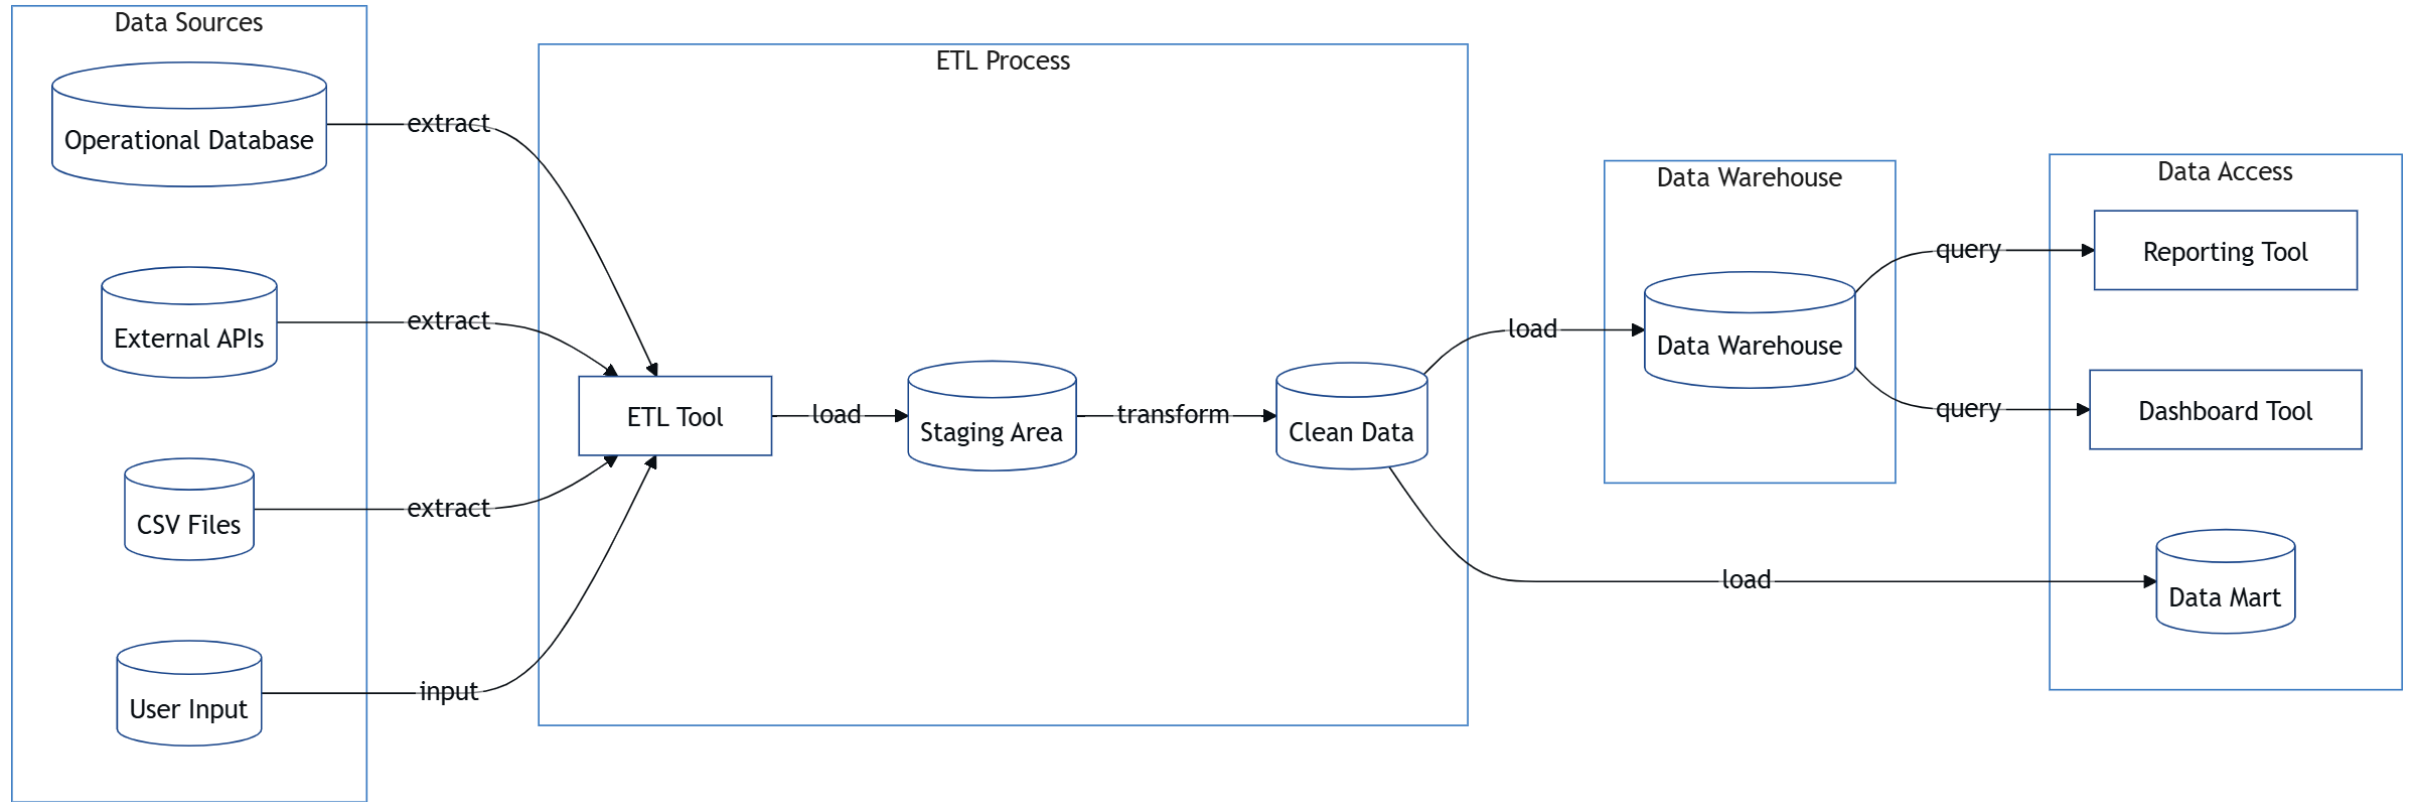 Data Sources
Operational Database
External APIs
CSV Files
User Input
extract
extract
extract
input
ETL Process
ETL Tool
load
Staging Area
transform
Clean Data
load
load
Data Warehouse
Data Warehouse
query
query
Data Access
Reporting Tool
Dashboard Tool
Data Mart